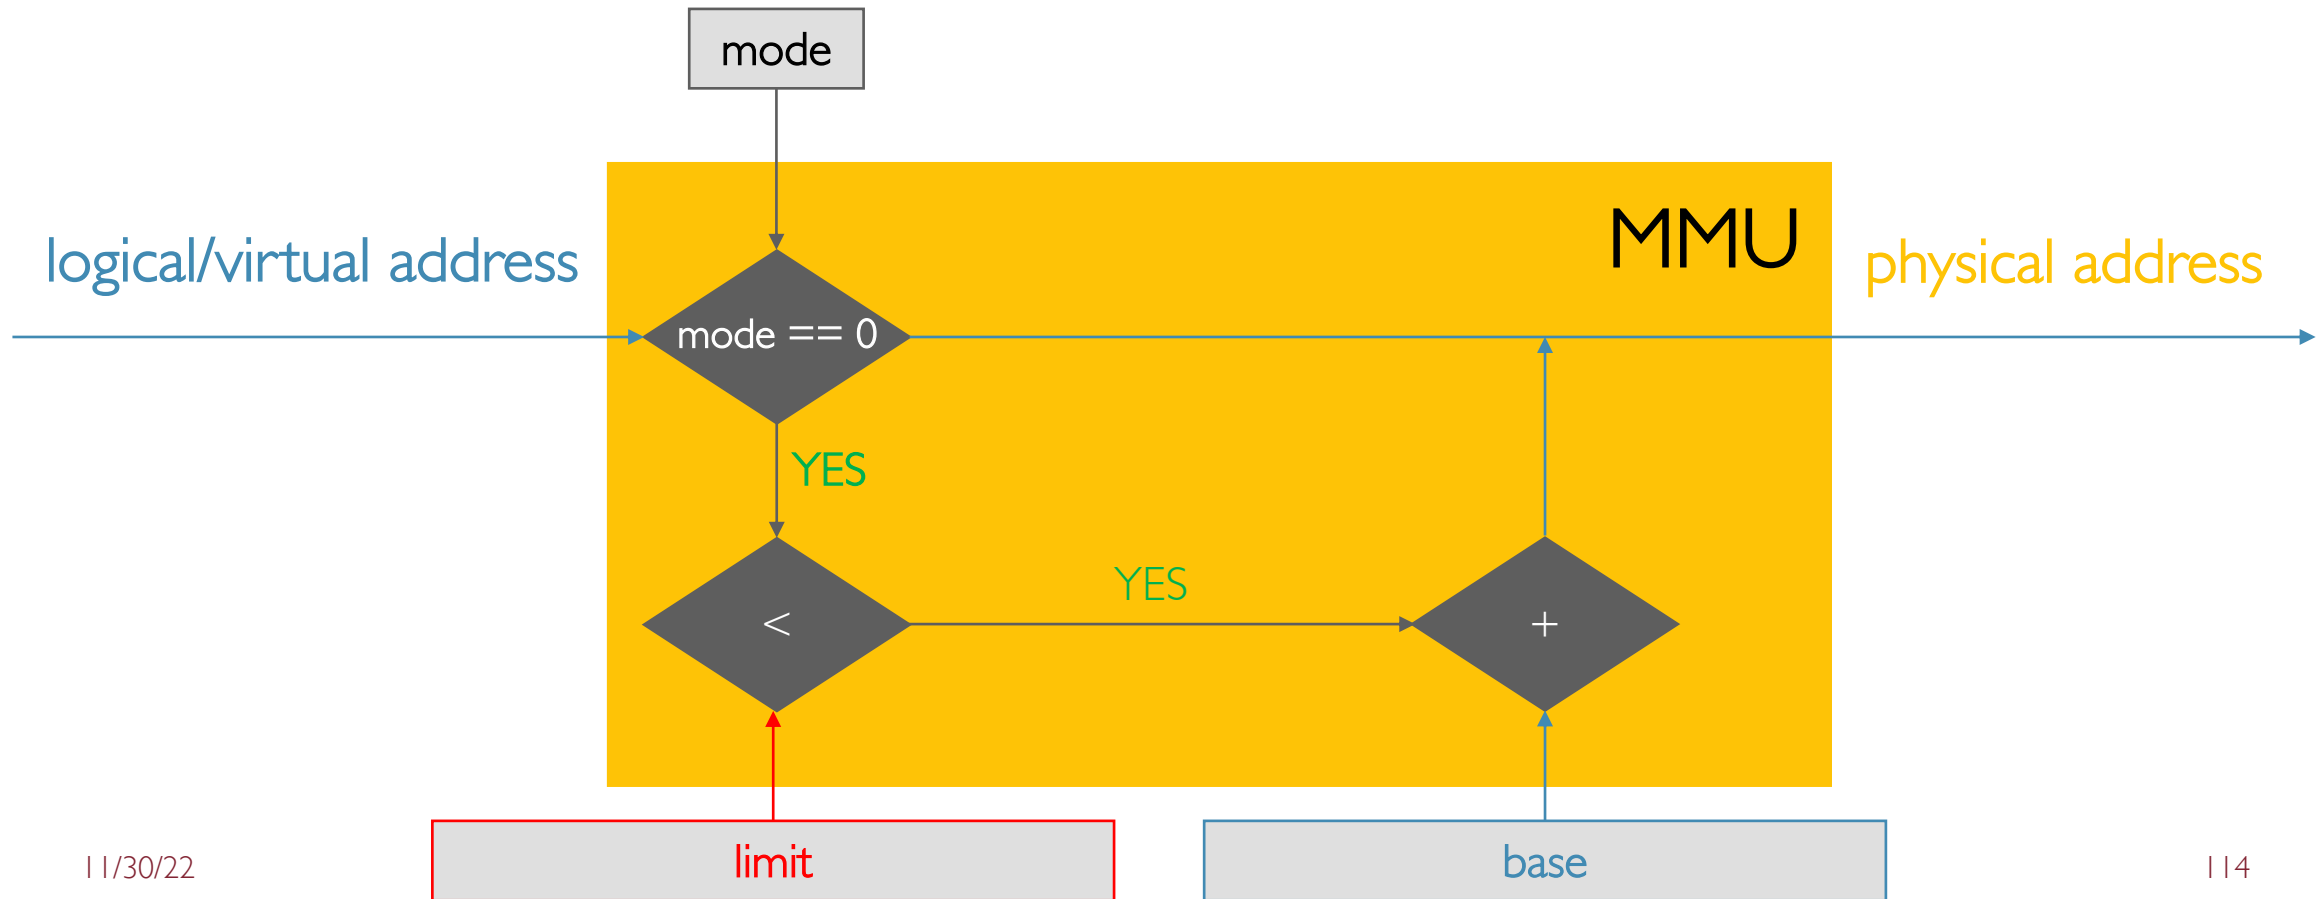 mode
MMU
logical/virtual address
physical address
mode == 0
YES
YES
<
+
limit
base
11/30/22
114